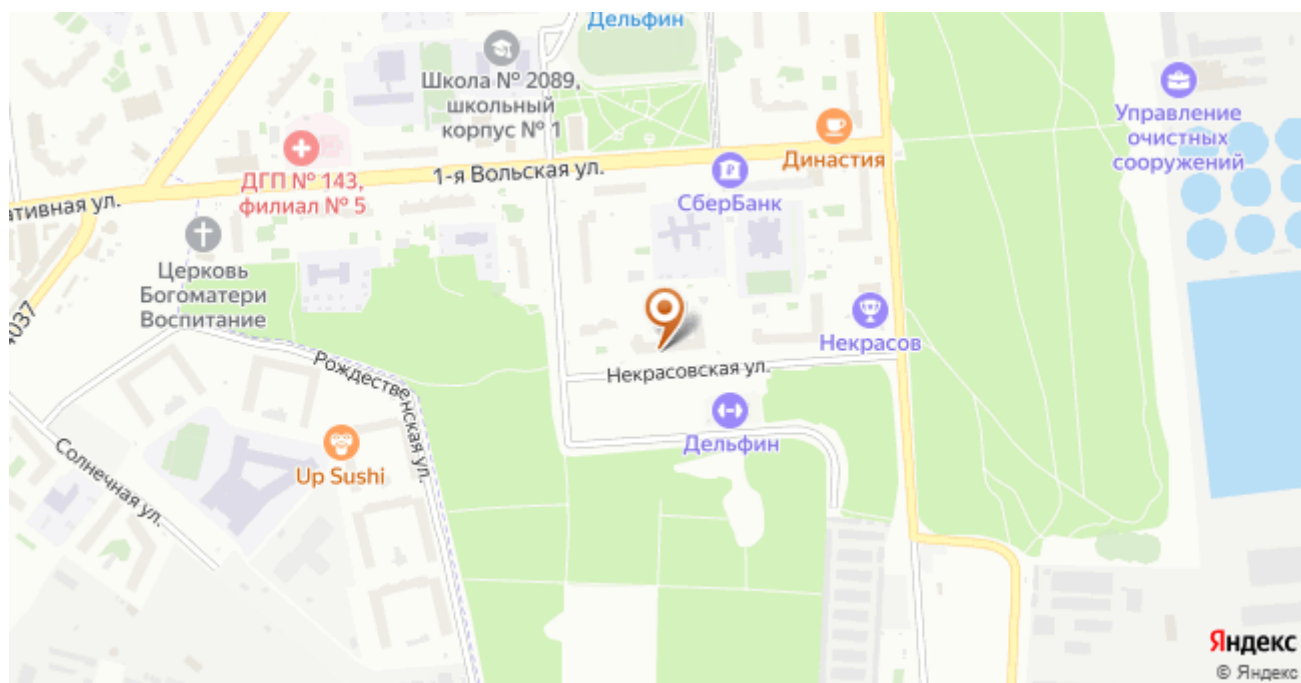 Дельфин
Школа № 2089,
школьный
корпус № 1
Управление
очистных
сооружений
Династия
1-я Вольская ул.
ДГП № 143,
филиал № 5
СберБанк
ативная ул.
Церковь
Богоматери
Воспитание
4037
Некрасов
Рождественская ул.
Некрасовская ул.
Дельфин
Up Sushi
Солнечная ул.
Яндекс
© Яндекс